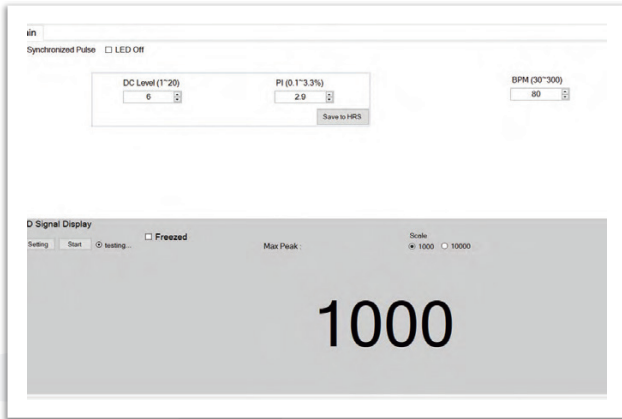 ain
Synchronized Pulse LED Off
DC Level (1~20) PI (0.1~3.3%) BPM (30~300)
6 2.9 80
Save to HRS
D Signal Display
Freezed Scale
Setting Start testing... Max Peak : 1000 10000
1000